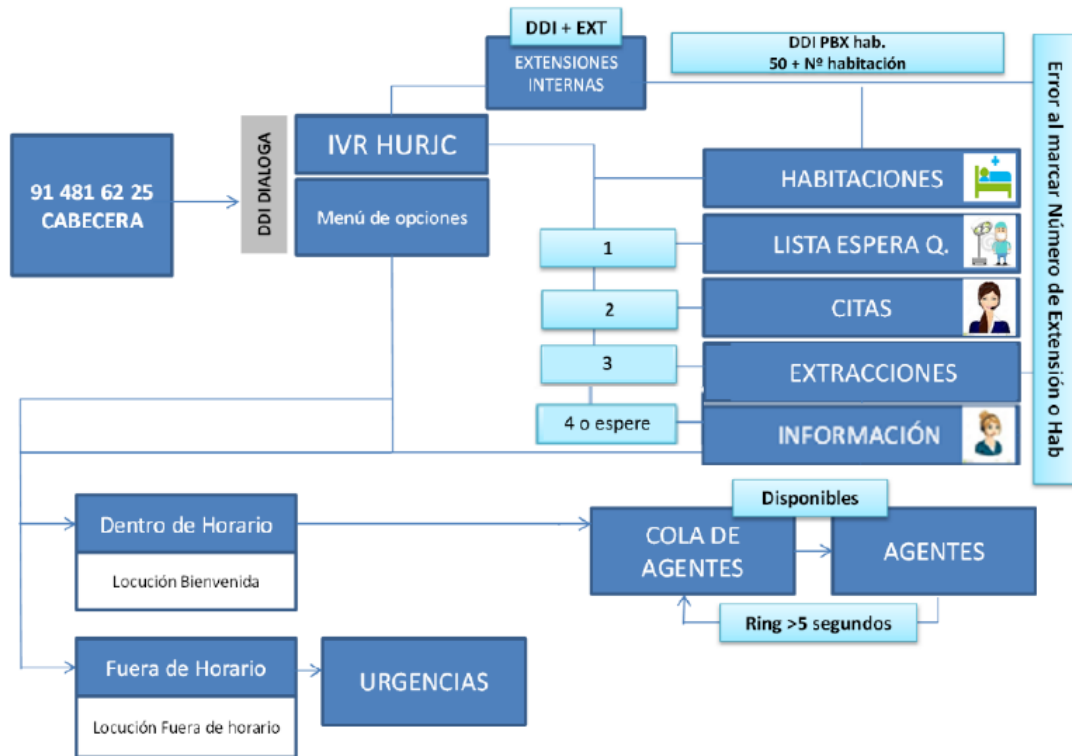 DDI + EXT
EXTENSIONES
INTERNAS
DDI PBX hab.
50 + Nº habitación
Error al marcar Número de Extensión o Hab
91 481 62 25
CABECERA
DDI DIALOGA
IVR HURJC
Menú de opciones
HABITACIONES
1
LISTA ESPERA Q.
2
CITAS
3
EXTRACCIONES
4 o espere
INFORMACIÓN
Dentro de Horario
Locución Bienvenida
Disponibles
COLA DE
AGENTES
AGENTES
Ring >5 segundos
Fuera de Horario
Locución Fuera de horario
URGENCIAS